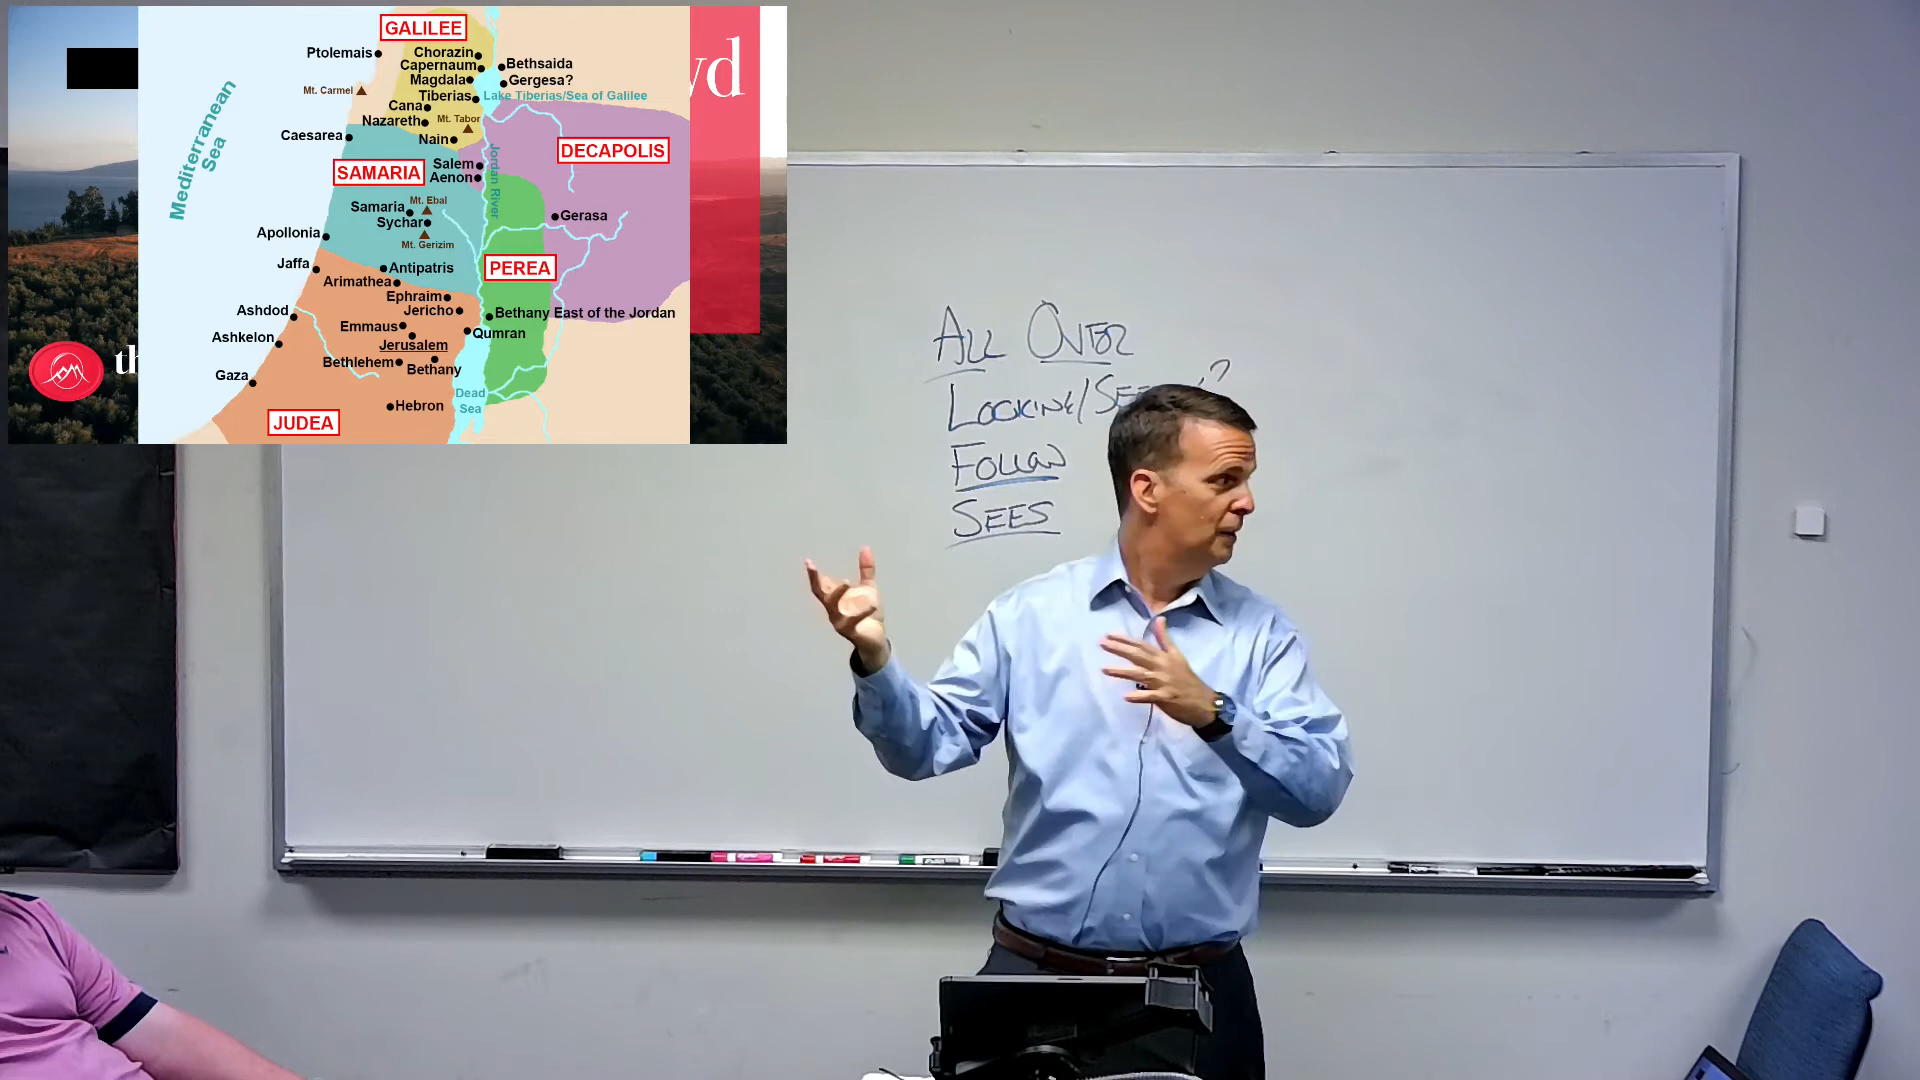 GALILEE
Ptolemais
Chorazin
Capernaum
Bethsaida
Magdala
Gergesa?
Mt. Carmel
Tiberias
Lake Tiberias/Sea of Galilee
Cana
Nazareth
Mt. Tabor
Caesarea
Nain
Mediterranean
Sea
DECAPOLIS
SAMARIA
Salem
Aenon
Jordan River
Samaria
Mt. Ebal
Sychar
Gerasa
Apollonia
Mt. Gerizim
Jaffa
Antipatris
PEREA
Arimathea
Ephraim
Ashdod
Jericho
Bethany East of the Jordan
Emmaus
Qumran
Ashkelon
Jerusalem
Bethlehem
Bethany
Gaza
Dead
Sea
Hebron
JUDEA
ALL OVER
LOOKING/
FOLLOW
SEES